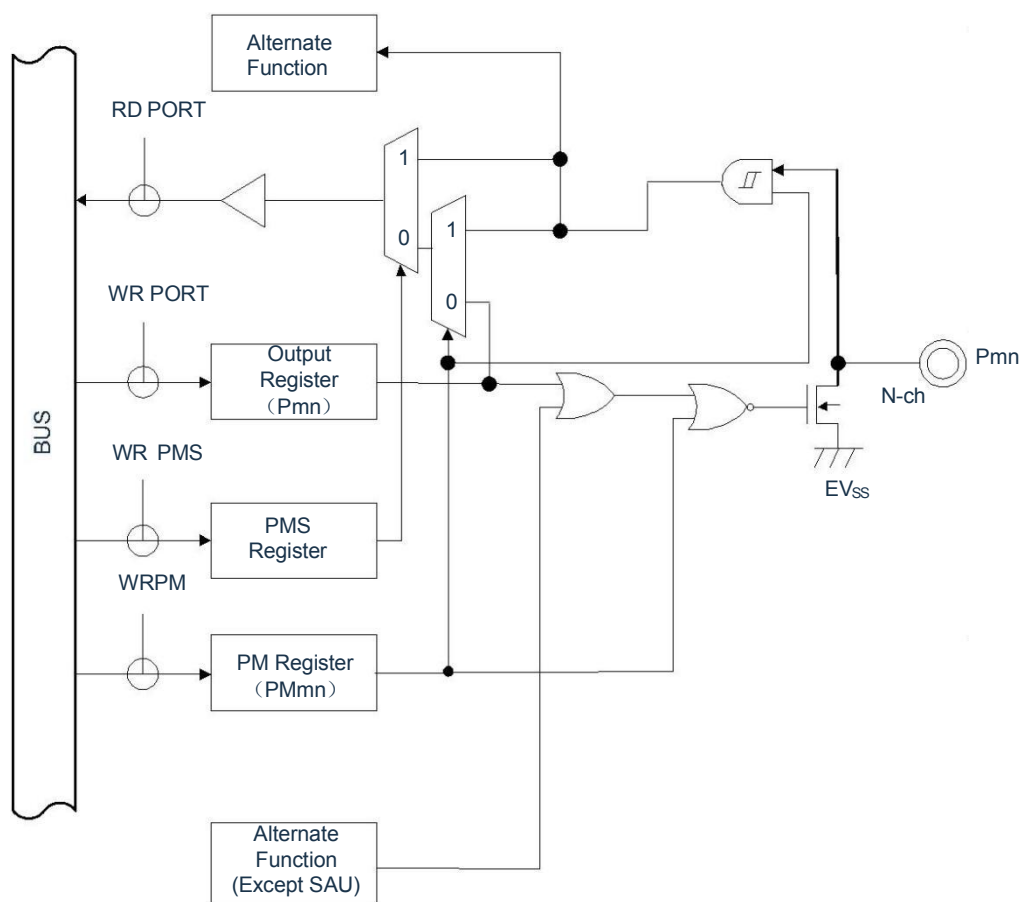 Alternate
Function
RD PORT
1
0
1
0
WR PORT
Output
Register
（Pmn）
Pmn
N-ch
EVSS
BUS
WR PMS
PMS
Register
WRPM
PM Register
（PMmn）
Alternate
Function
(Except SAU)